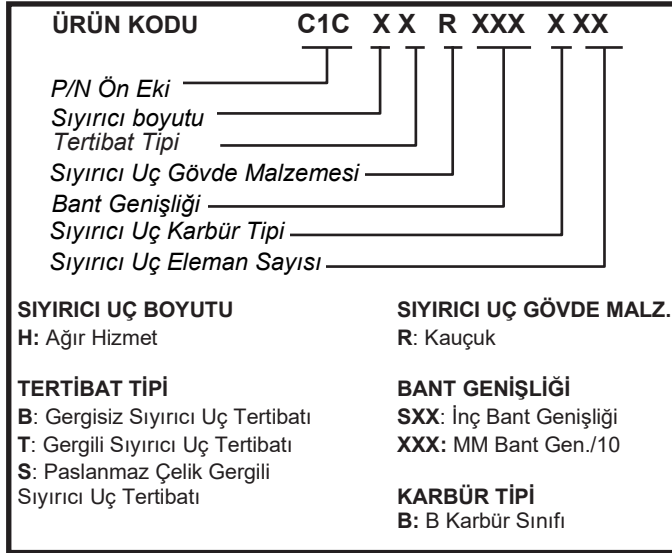 ÜRÜN KODU C1C X X R XXX X XX
P/N Ön Eki
Sıyırıcı boyutu
Tertibat Tipi
Sıyırıcı Uç Gövde Malzemesi
Bant Genişliği
Sıyırıcı Uç Karbür Tipi
Sıyırıcı Uç Eleman Sayısı
SIYIRICI UÇ BOYUTU
H: Ağır Hizmet
TERTİBAT TİPİ
B: Gergisiz Sıyırıcı Uç Tertibatı
T: Gergili Sıyırıcı Uç Tertibatı
S: Paslanmaz Çelik Gergili
Sıyırıcı Uç Tertibatı
SIYIRICI UÇ GÖVDE MALZ.
R: Kauçuk
BANT GENİŞLİĞİ
SXX: İnç Bant Genişliği
XXX: MM Bant Gen./10
KARBÜR TİPİ
B: B Karbür Sınıfı